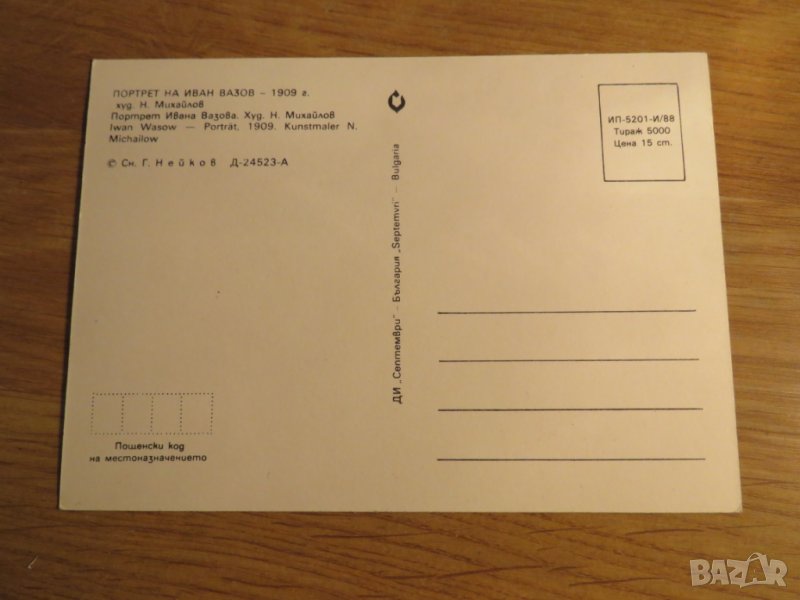 ПОРТРЕТ НА ИВАН ВАЗОВ – 1909 г.
худ. Н. Михайлов
Портрет Ивана Вазова. Худ. Н. Михайлов
Iwan Wasow — Porträt, 1909. Kunstmaler N.
Michailow
© Сн. Г. Нейков Д-24523-А
Пощенски код
на местоназначението
ДИ „Септември“ – България „Septemvri“ – Bulgaria
ИП-5201-И/88
Тираж 5000
Цена 15 ст.
BAZAR